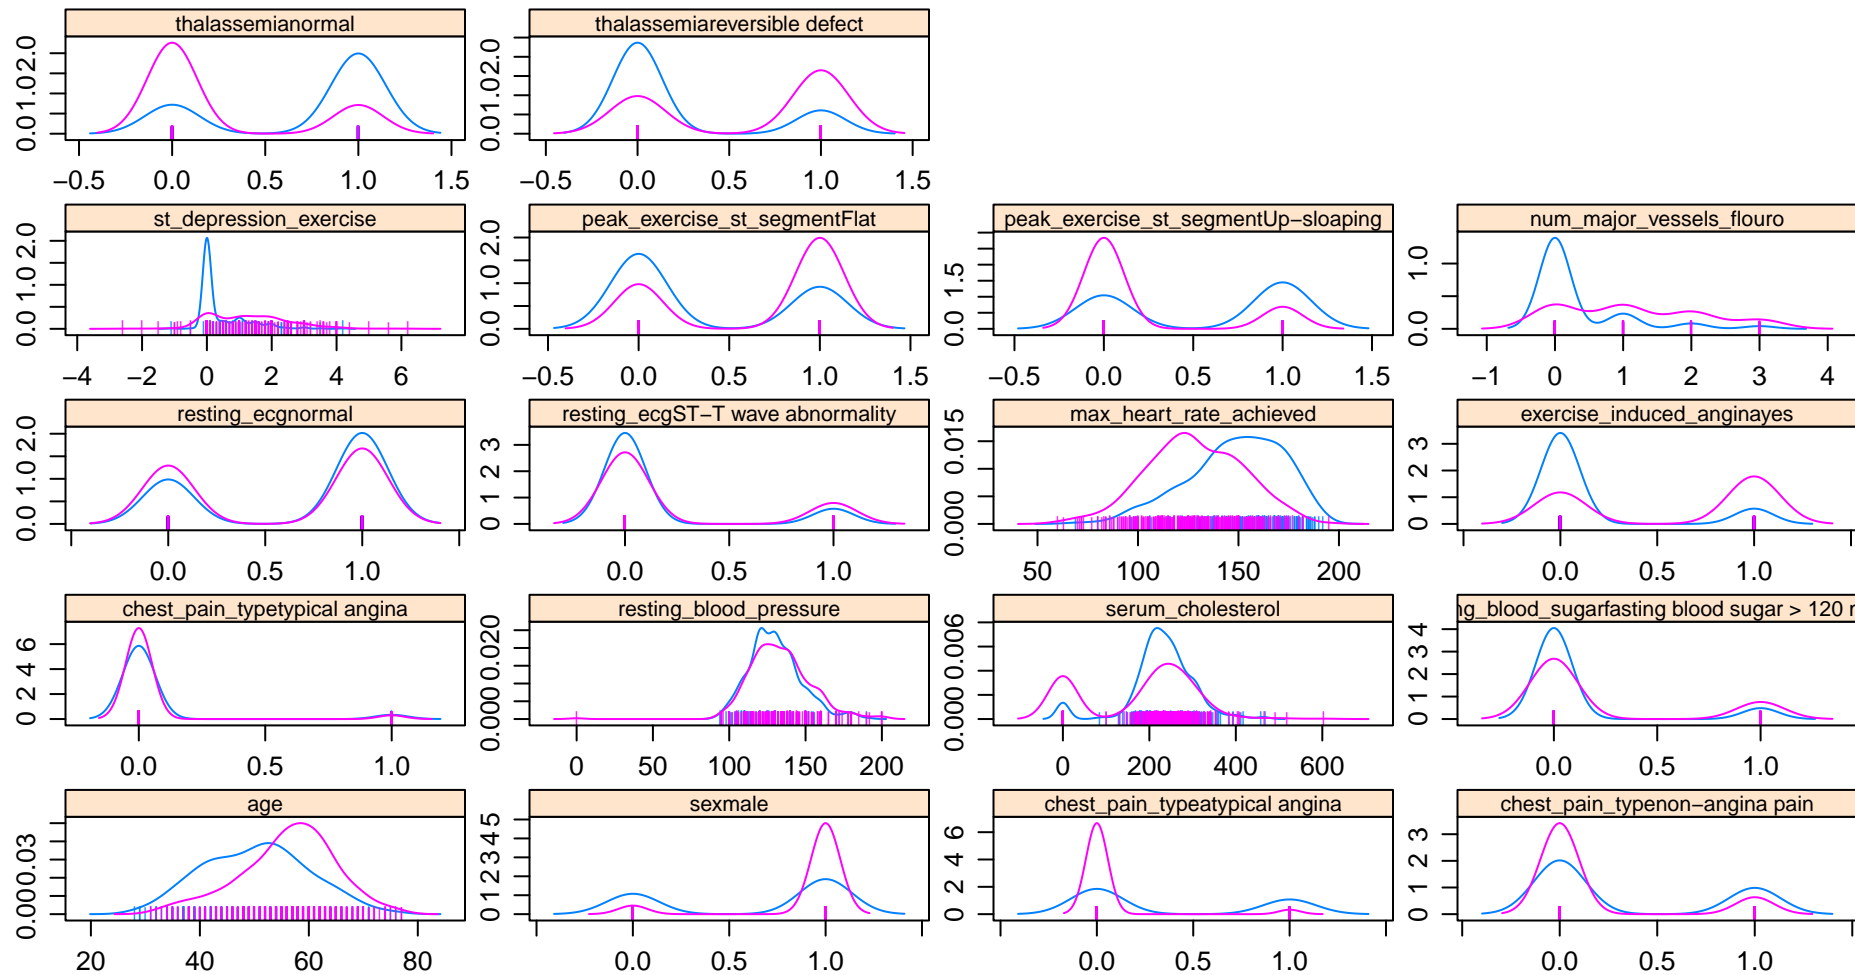 thalassemianormal
thalassemiareversible defect
0.0 1.0 2.0
0.0 1.0 2.0
−0.5 0.0 0.5 1.0 1.5
−0.5 0.0 0.5 1.0 1.5
st_depression_exercise
peak_exercise_st_segmentFlat
peak_exercise_st_segmentUp−sloaping
num_major_vessels_flouro
0.0 1.0 2.0
0.0 1.0 2.0
0.0 1.5
0.0 1.0
−4 −2 0 2 4 6
−0.5 0.0 0.5 1.0 1.5
−0.5 0.0 0.5 1.0 1.5
−1 0 1 2 3 4
resting_ecgnormal
resting_ecgST−T wave abnormality
max_heart_rate_achieved
exercise_induced_anginayes
0.0 1.0 2.0
0 1 2 3
0.000 0.015
0 1 2 3
0.0 0.5 1.0
0.0 0.5 1.0
50 100 150 200
0.0 0.5 1.0
chest_pain_typetypical angina
resting_blood_pressure
serum_cholesterol
ng_blood_sugarfasting blood sugar > 120
0 2 4 6
0.000 0.020
0.000 0.006
0 1 2 3 4
0.0 0.5 1.0
0 50 100 150 200
0 200 400 600
0.0 0.5 1.0
age
sexmale
chest_pain_typeatypical angina
chest_pain_typenon−angina pain
0.00 0.03
0 1 2 3 4 5
0 2 4 6
0 1 2 3
20 40 60 80
0.0 0.5 1.0
0.0 0.5 1.0
0.0 0.5 1.0